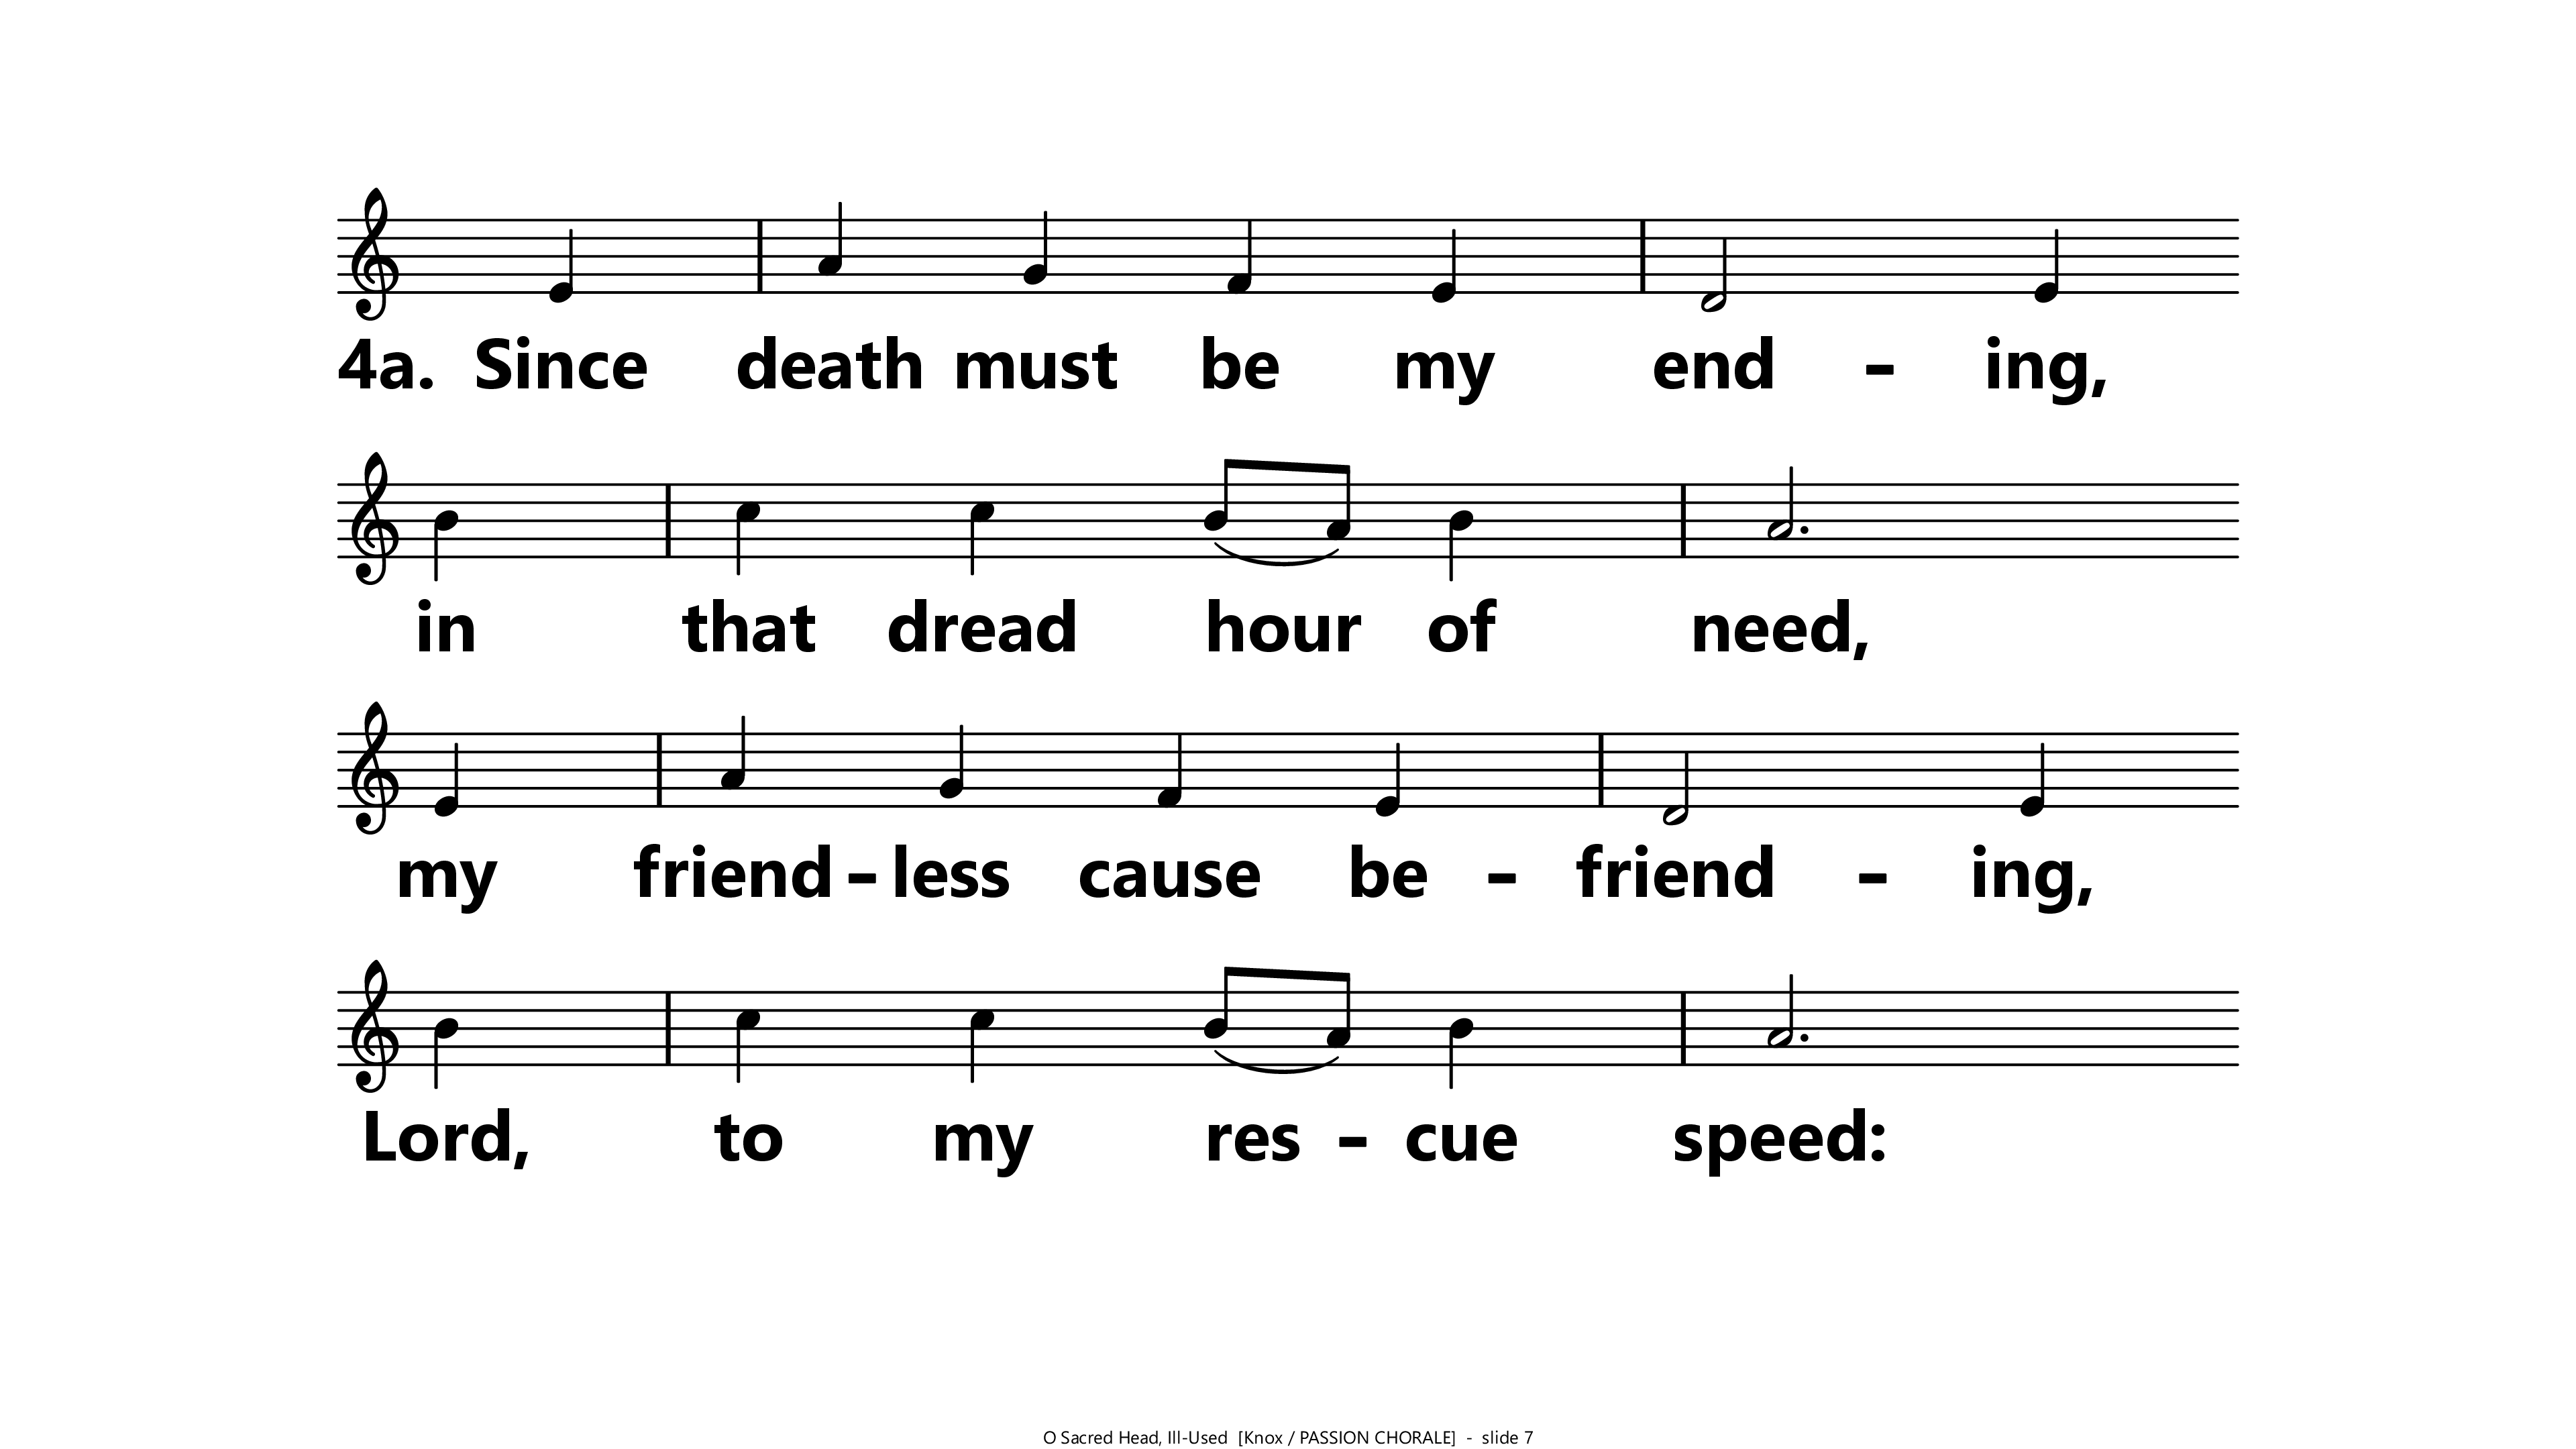 4a. Since death must be my end - ing,
in that dread hour of need,
my friend - less cause be - friend - ing,
Lord, to my res - cue speed:
O Sacred Head, Ill-Used [Knox / PASSION CHORALE] - slide 7